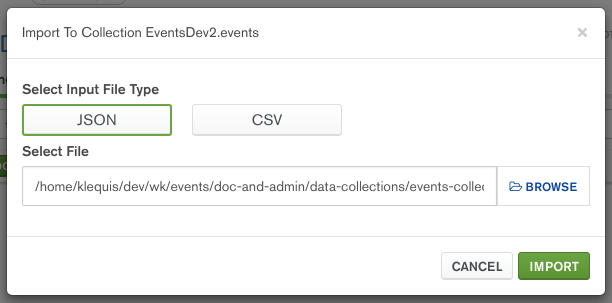 Import To Collection EventsDev2.events
×
Select Input File Type
JSON CSV
Select File
/home/klequis/dev/wk/events/doc-and-admin/data-collections/events-collec
BROWSE
CANCEL IMPORT